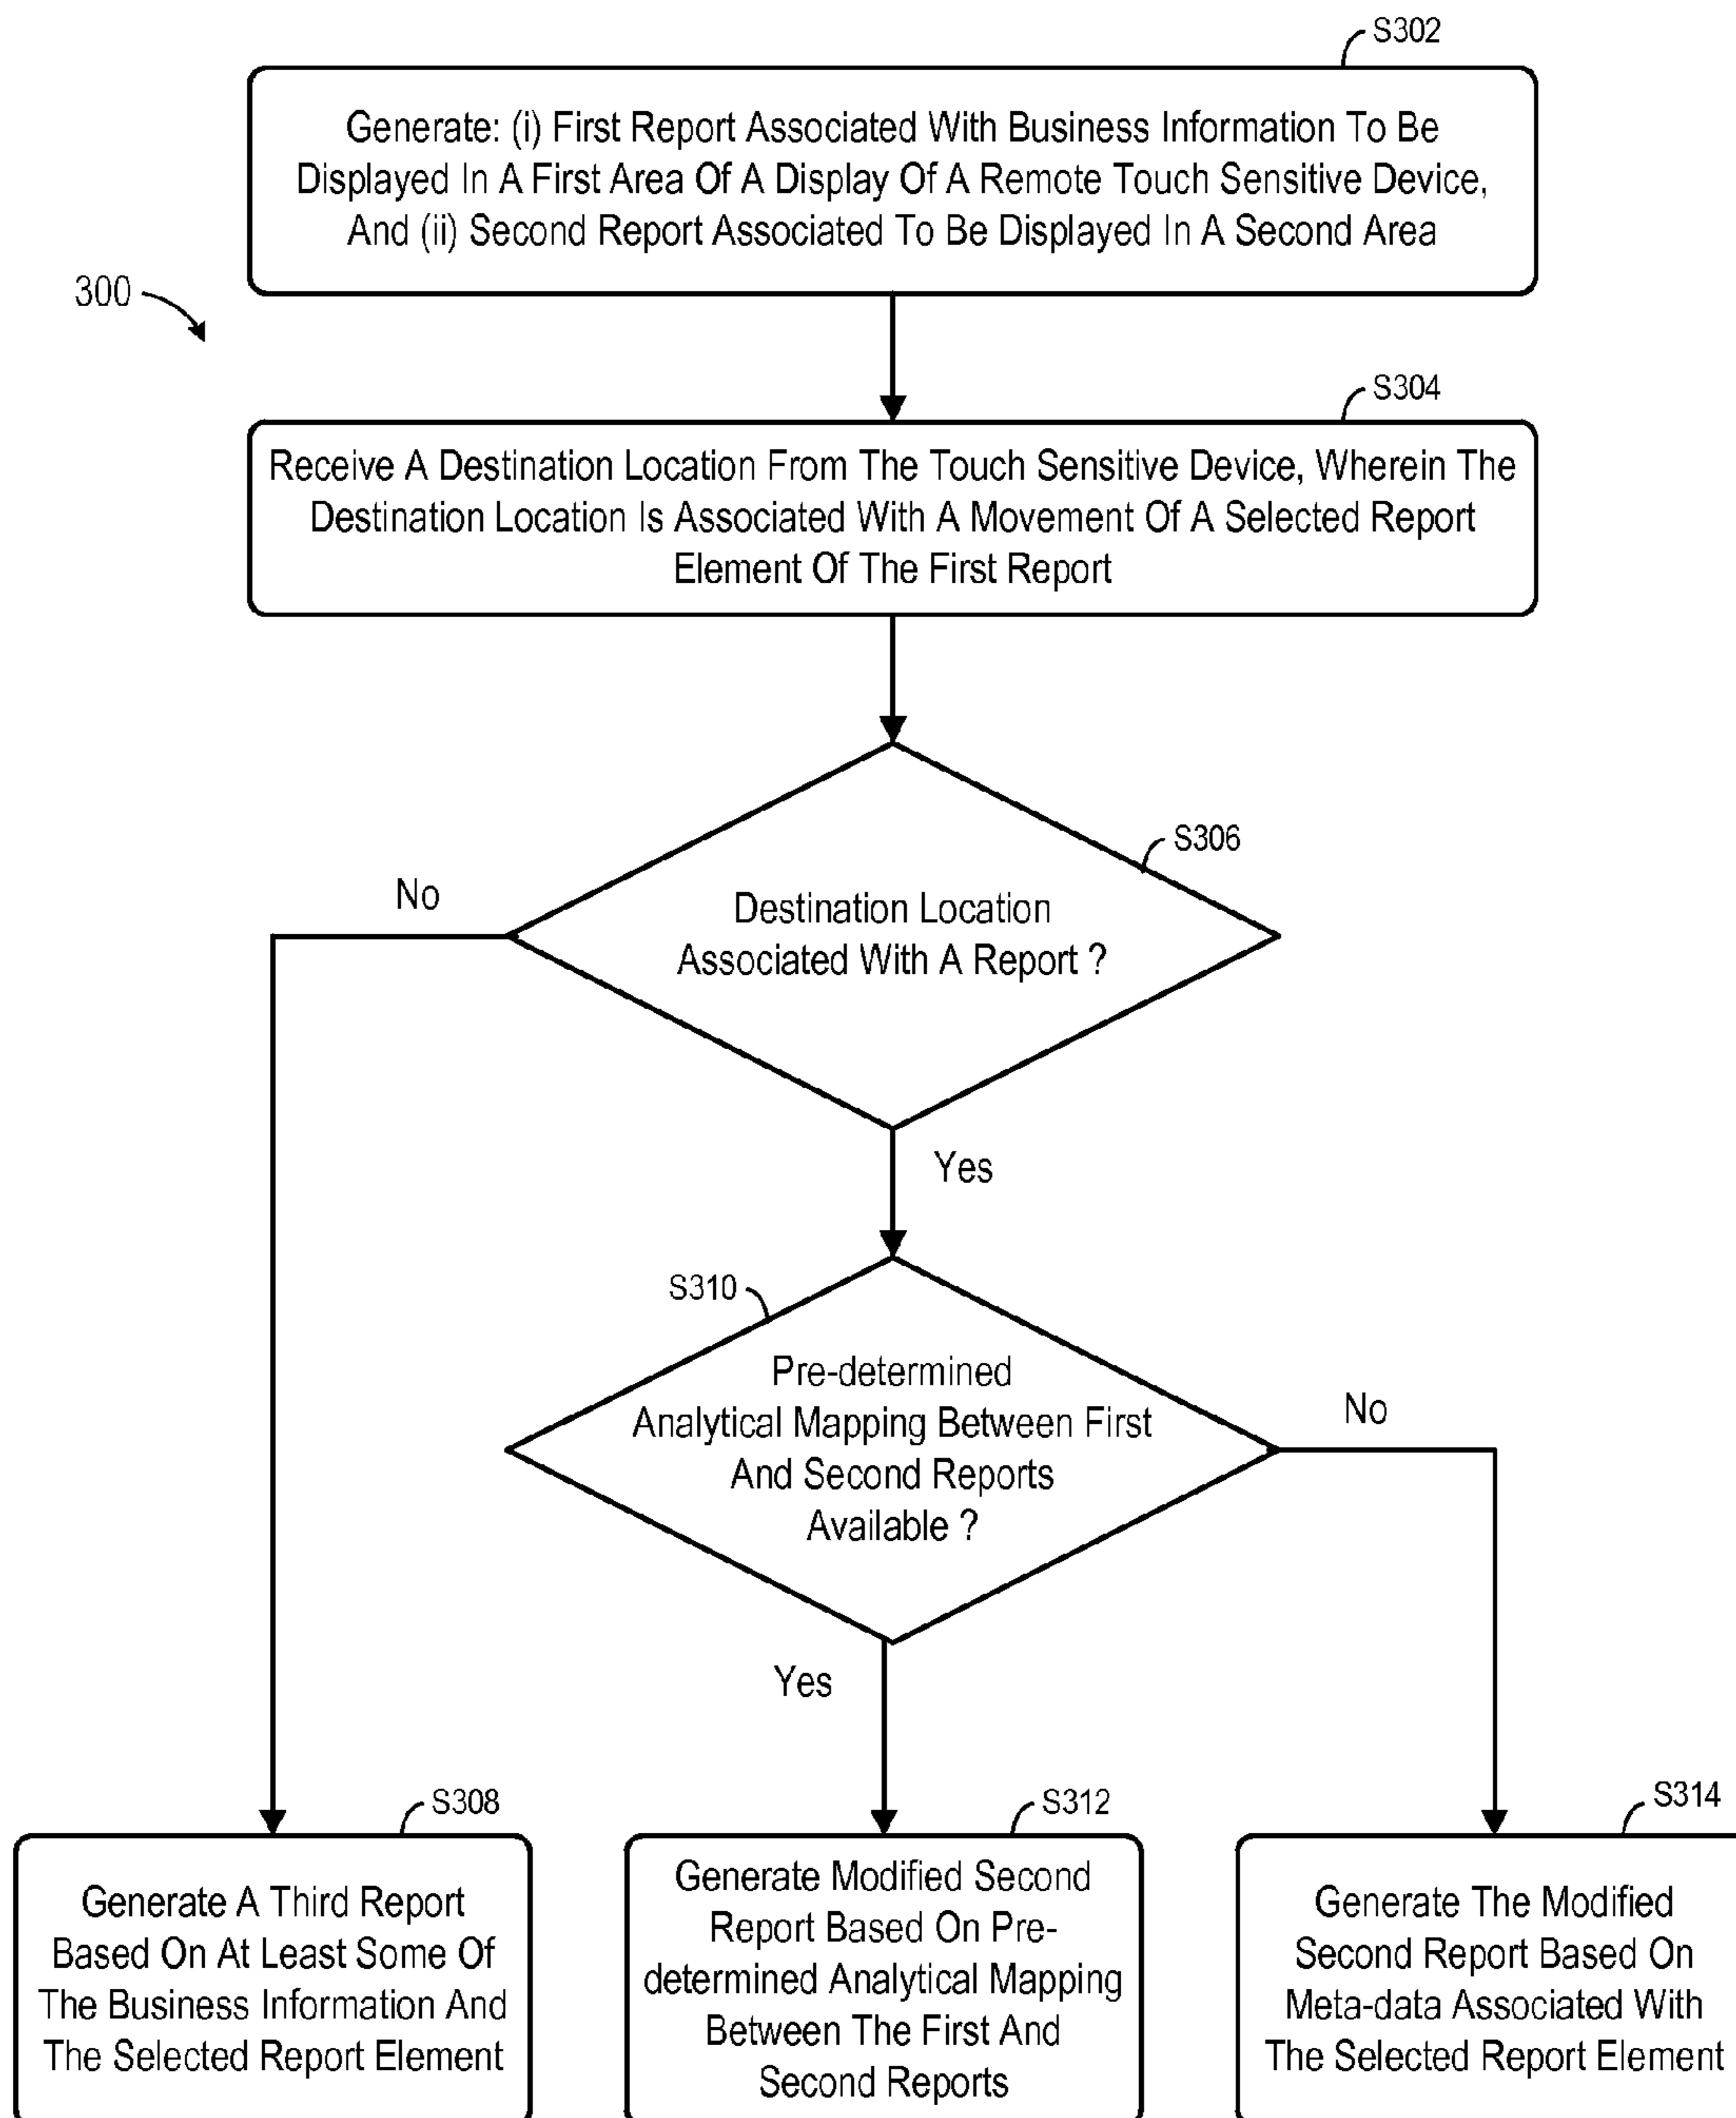 S302
Generate: (i) First Report Associated With Business Information To Be
Displayed In A First Area Of A Display Of A Remote Touch Sensitive Device,
And (ii) Second Report Associated To Be Displayed In A Second Area
300
S304
Receive A Destination Location From The Touch Sensitive Device, Wherein The
Destination Location Is Associated With A Movement Of A Selected Report
Element Of The First Report
S306
No
Destination Location
Associated With A Report ?
Yes
S310
Pre-determined
Analytical Mapping Between First
And Second Reports
Available ?
No
Yes
S308
Generate A Third Report
Based On At Least Some Of
The Business Information And
The Selected Report Element
S312
Generate Modified Second
Report Based On Pre-
determined Analytical Mapping
Between The First And
Second Reports
S314
Generate The Modified
Second Report Based On
Meta-data Associated With
The Selected Report Element